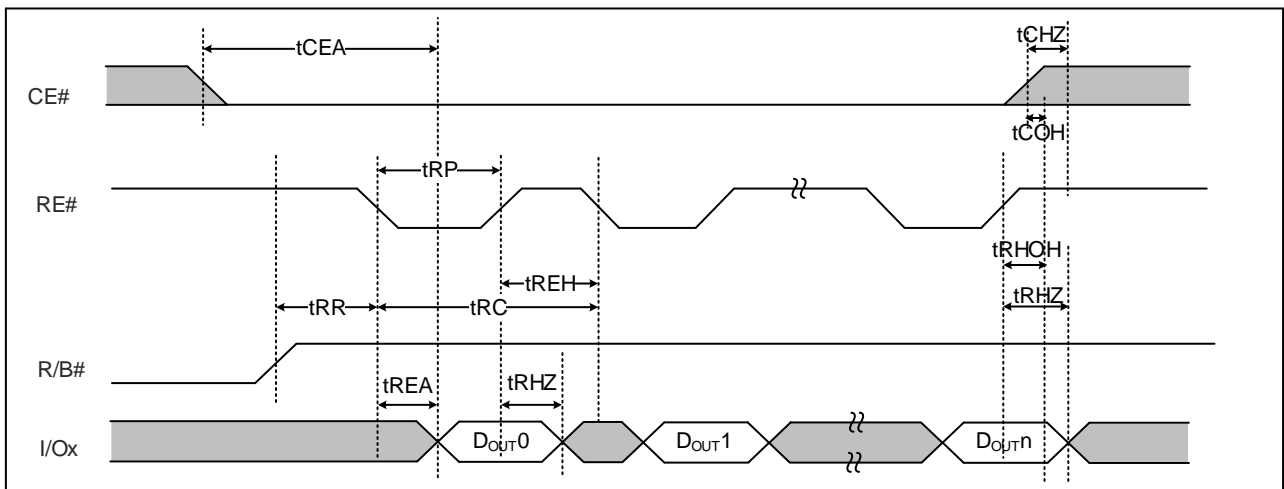 tCEA
tCHZ
CE#
tCOH
tRP
RE#
tRHOH
tREH
tRHZ
tRR
tRC
R/B#
tREA
tRHZ
I/Ox
DOUT0
DOUT1
DOUTn